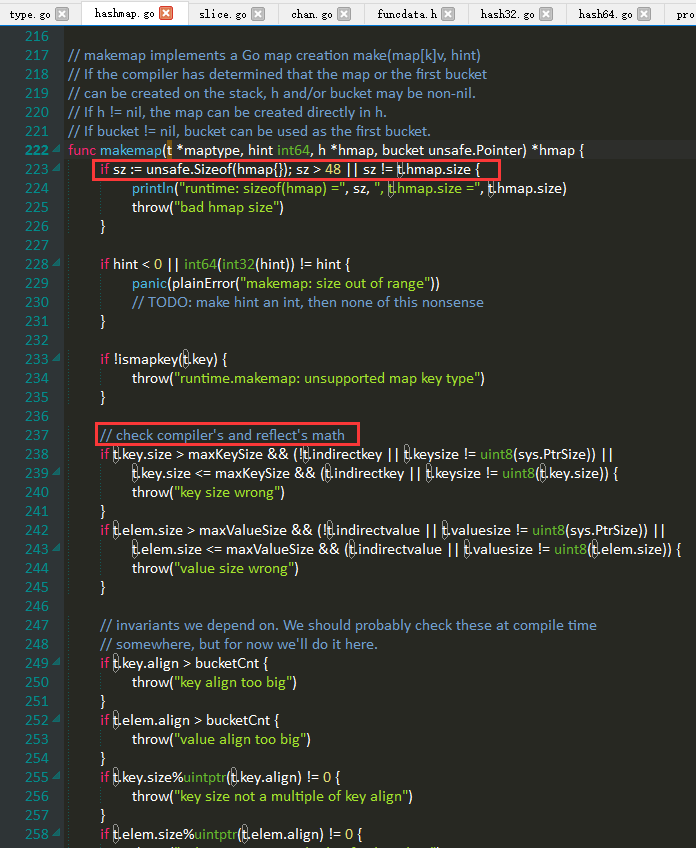 type.go hashmap.go slice.go chan.go funcdata.h hash32.go hash64.go pro
216
217 // makemap implements a Go map creation make(map[k]v, hint)
218 // If the compiler has determined that the map or the first bucket
219 // can be created on the stack, h and/or bucket may be non-nil.
220 // If h != nil, the map can be created directly in h.
221 // If bucket != nil, bucket can be used as the first bucket.
222 func makemap(t *maptype, hint int64, h *hmap, bucket unsafe.Pointer) *hmap {
223 if sz := unsafe.Sizeof(hmap{}); sz > 48 || sz != t.hmap.size {
224 println("runtime: sizeof(hmap) =", sz, ", t.hmap.size =", t.hmap.size)
225 throw("bad hmap size")
226 }
227
228 if hint < 0 || int64(int32(hint)) != hint {
229 panic(plainError("makemap: size out of range"))
230 // TODO: make hint an int, then none of this nonsense
231 }
232
233 if !ismapkey(t.key) {
234 throw("runtime.makemap: unsupported map key type")
235 }
236
237 // check compiler's and reflect's math
238 if t.key.size > maxKeySize && (!t.indirectkey || t.keysize != uint8(sys.PtrSize)) ||
239 t.key.size <= maxKeySize && (t.indirectkey || t.keysize != uint8(t.key.size)) {
240 throw("key size wrong")
241 }
242 if t.elem.size > maxValueSize && (!t.indirectvalue || t.valuesize != uint8(sys.PtrSize)) ||
243 t.elem.size <= maxValueSize && (t.indirectvalue || t.valuesize != uint8(t.elem.size)) {
244 throw("value size wrong")
245 }
246
247 // invariants we depend on. We should probably check these at compile time
248 // somewhere, but for now we'll do it here.
249 if t.key.align > bucketCnt {
250 throw("key align too big")
251 }
252 if t.elem.align > bucketCnt {
253 throw("value align too big")
254 }
255 if t.key.size%uintptr(t.key.align) != 0 {
256 throw("key size not a multiple of key align")
257 }
258 if t.elem.size%uintptr(t.elem.align) != 0 {